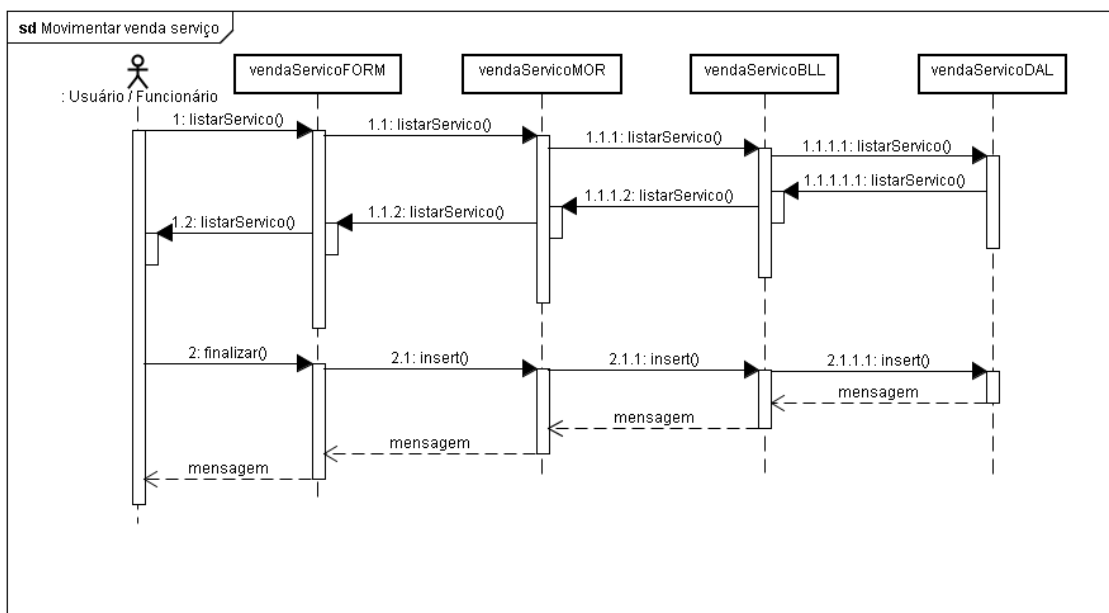 sd Movimentar venda serviço
vendaServicoFORM
vendaServicoMOR
vendaServicoBLL
vendaServicoDAL
: Usuário / Funcionário
1: listarServico()
1.1: listarServico()
1.1.1: listarServico()
1.1.1.1: listarServico()
1.1.1.1.1: listarServico()
1.1.1.2: listarServico()
1.1.2: listarServico()
1.2: listarServico()
2: finalizar()
2.1: insert()
2.1.1: insert()
2.1.1.1: insert()
mensagem
mensagem
mensagem
mensagem